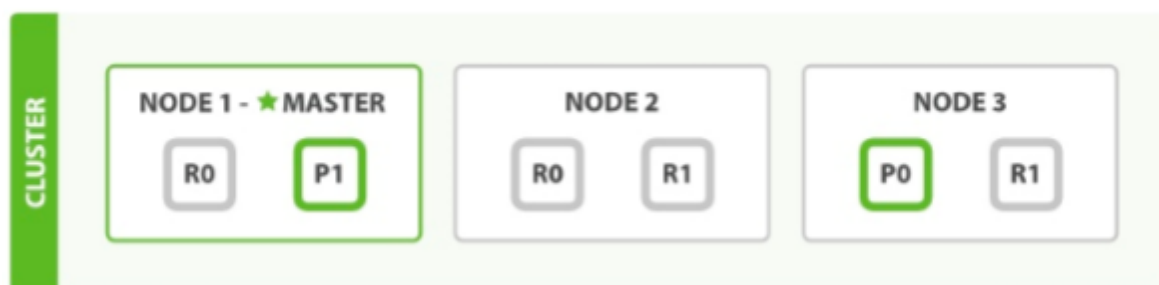 CLUSTER
NODE 1 - ★ MASTER
R0 P1
NODE 2
R0 R1
NODE 3
P0 R1